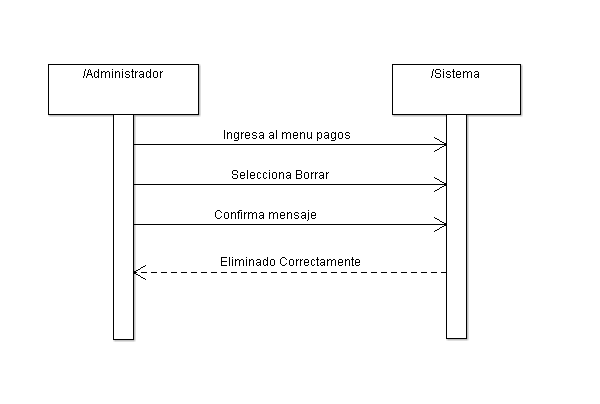 /Administrador
/Sistema
Ingresa al menu pagos
Selecciona Borrar
Confirma mensaje
Eliminado Correctamente